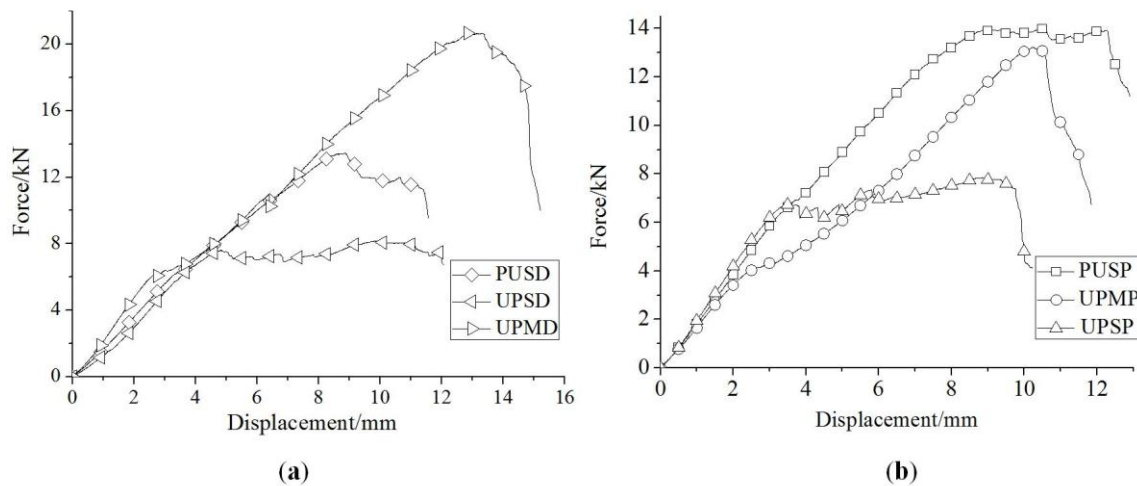 20
16
12
8
4
0
Force/kN
0 2 4 6 8 10 12 14 16
Displacement/mm
PUSD
UPSD
UPMD
(a)
14
12
10
8
6
4
2
0
Force/kN
0 2 4 6 8 10 12
Displacement/mm
PUSP
UPMP
UPSP
(b)